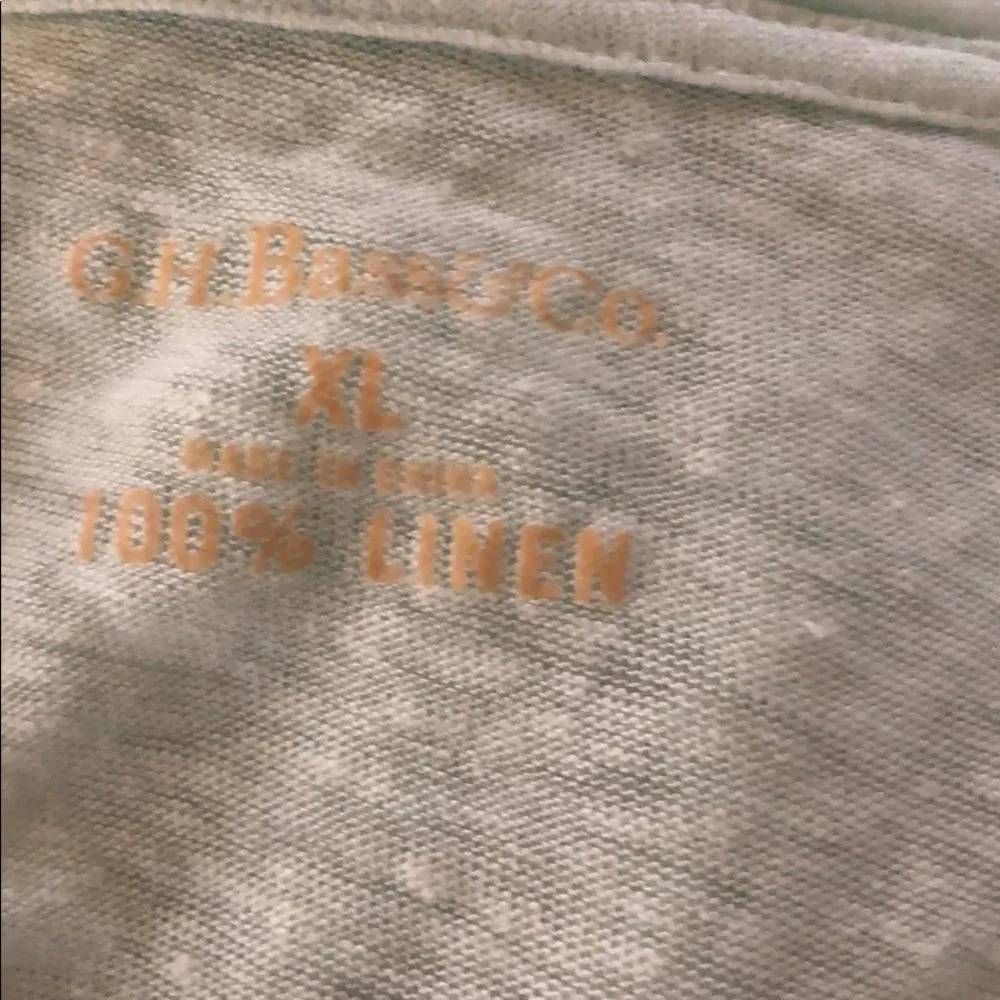 G.H.Bass&Co.
XL
MADE IN CHINA
100% LINEN